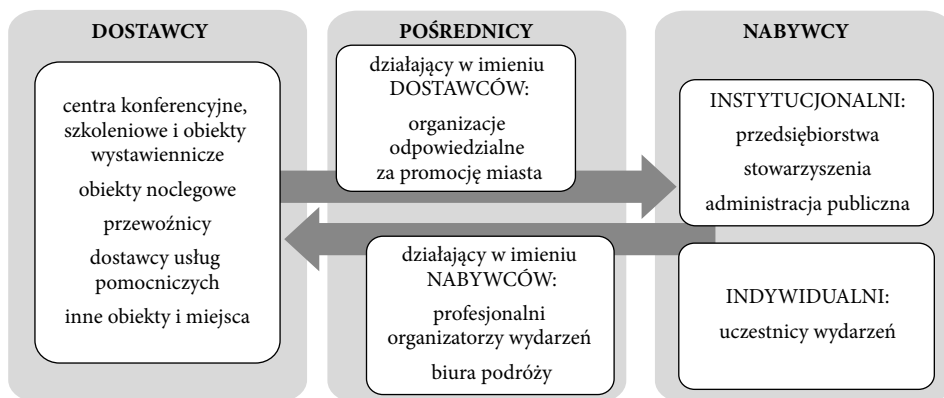 DOSTAWCY
centra konferencyjne,
szkoleniowe i obiekty
wystawiennicze
obiekty noclegowe
przewoźnicy
dostawcy usług
pomocniczych
inne obiekty i miejsca
POŚREDNICY
działający w imieniu
DOSTAWCÓW:
organizacje
odpowiedzialne
za promocję miasta
działający w imieniu
NABYWCÓW:
profesjonalni
organizatorzy wydarzeń
biura podróży
NABYWCY
INSTYTUCJONALNI:
przedsiębiorstwa
stowarzyszenia
administracja publiczna
INDYWIDUALNI:
uczestnicy wydarzeń